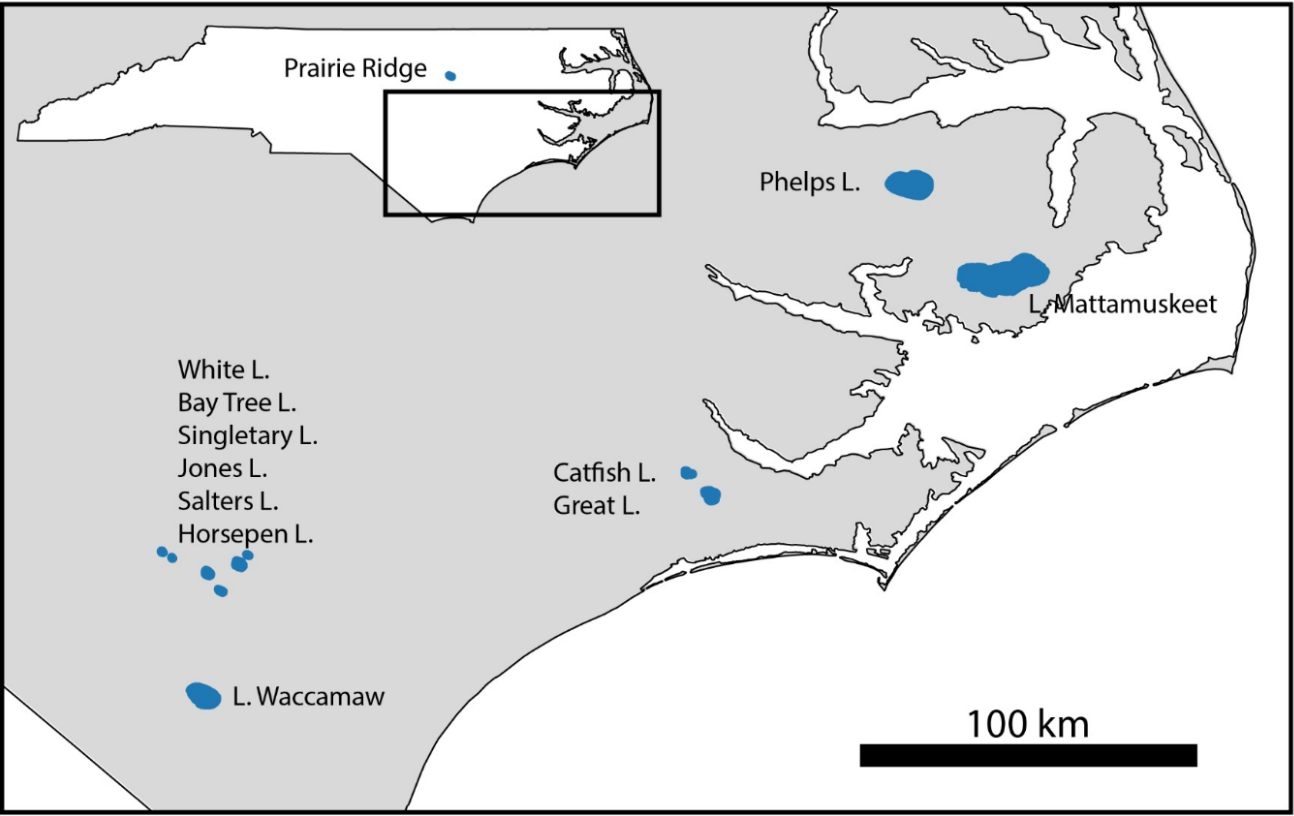 Prairie Ridge
Phelps L.
L. Mattamuskeet
White L.
Bay Tree L.
Singletary L.
Jones L.
Salters L.
Horsepen L.
Catfish L.
Great L.
L. Waccamaw
100 km